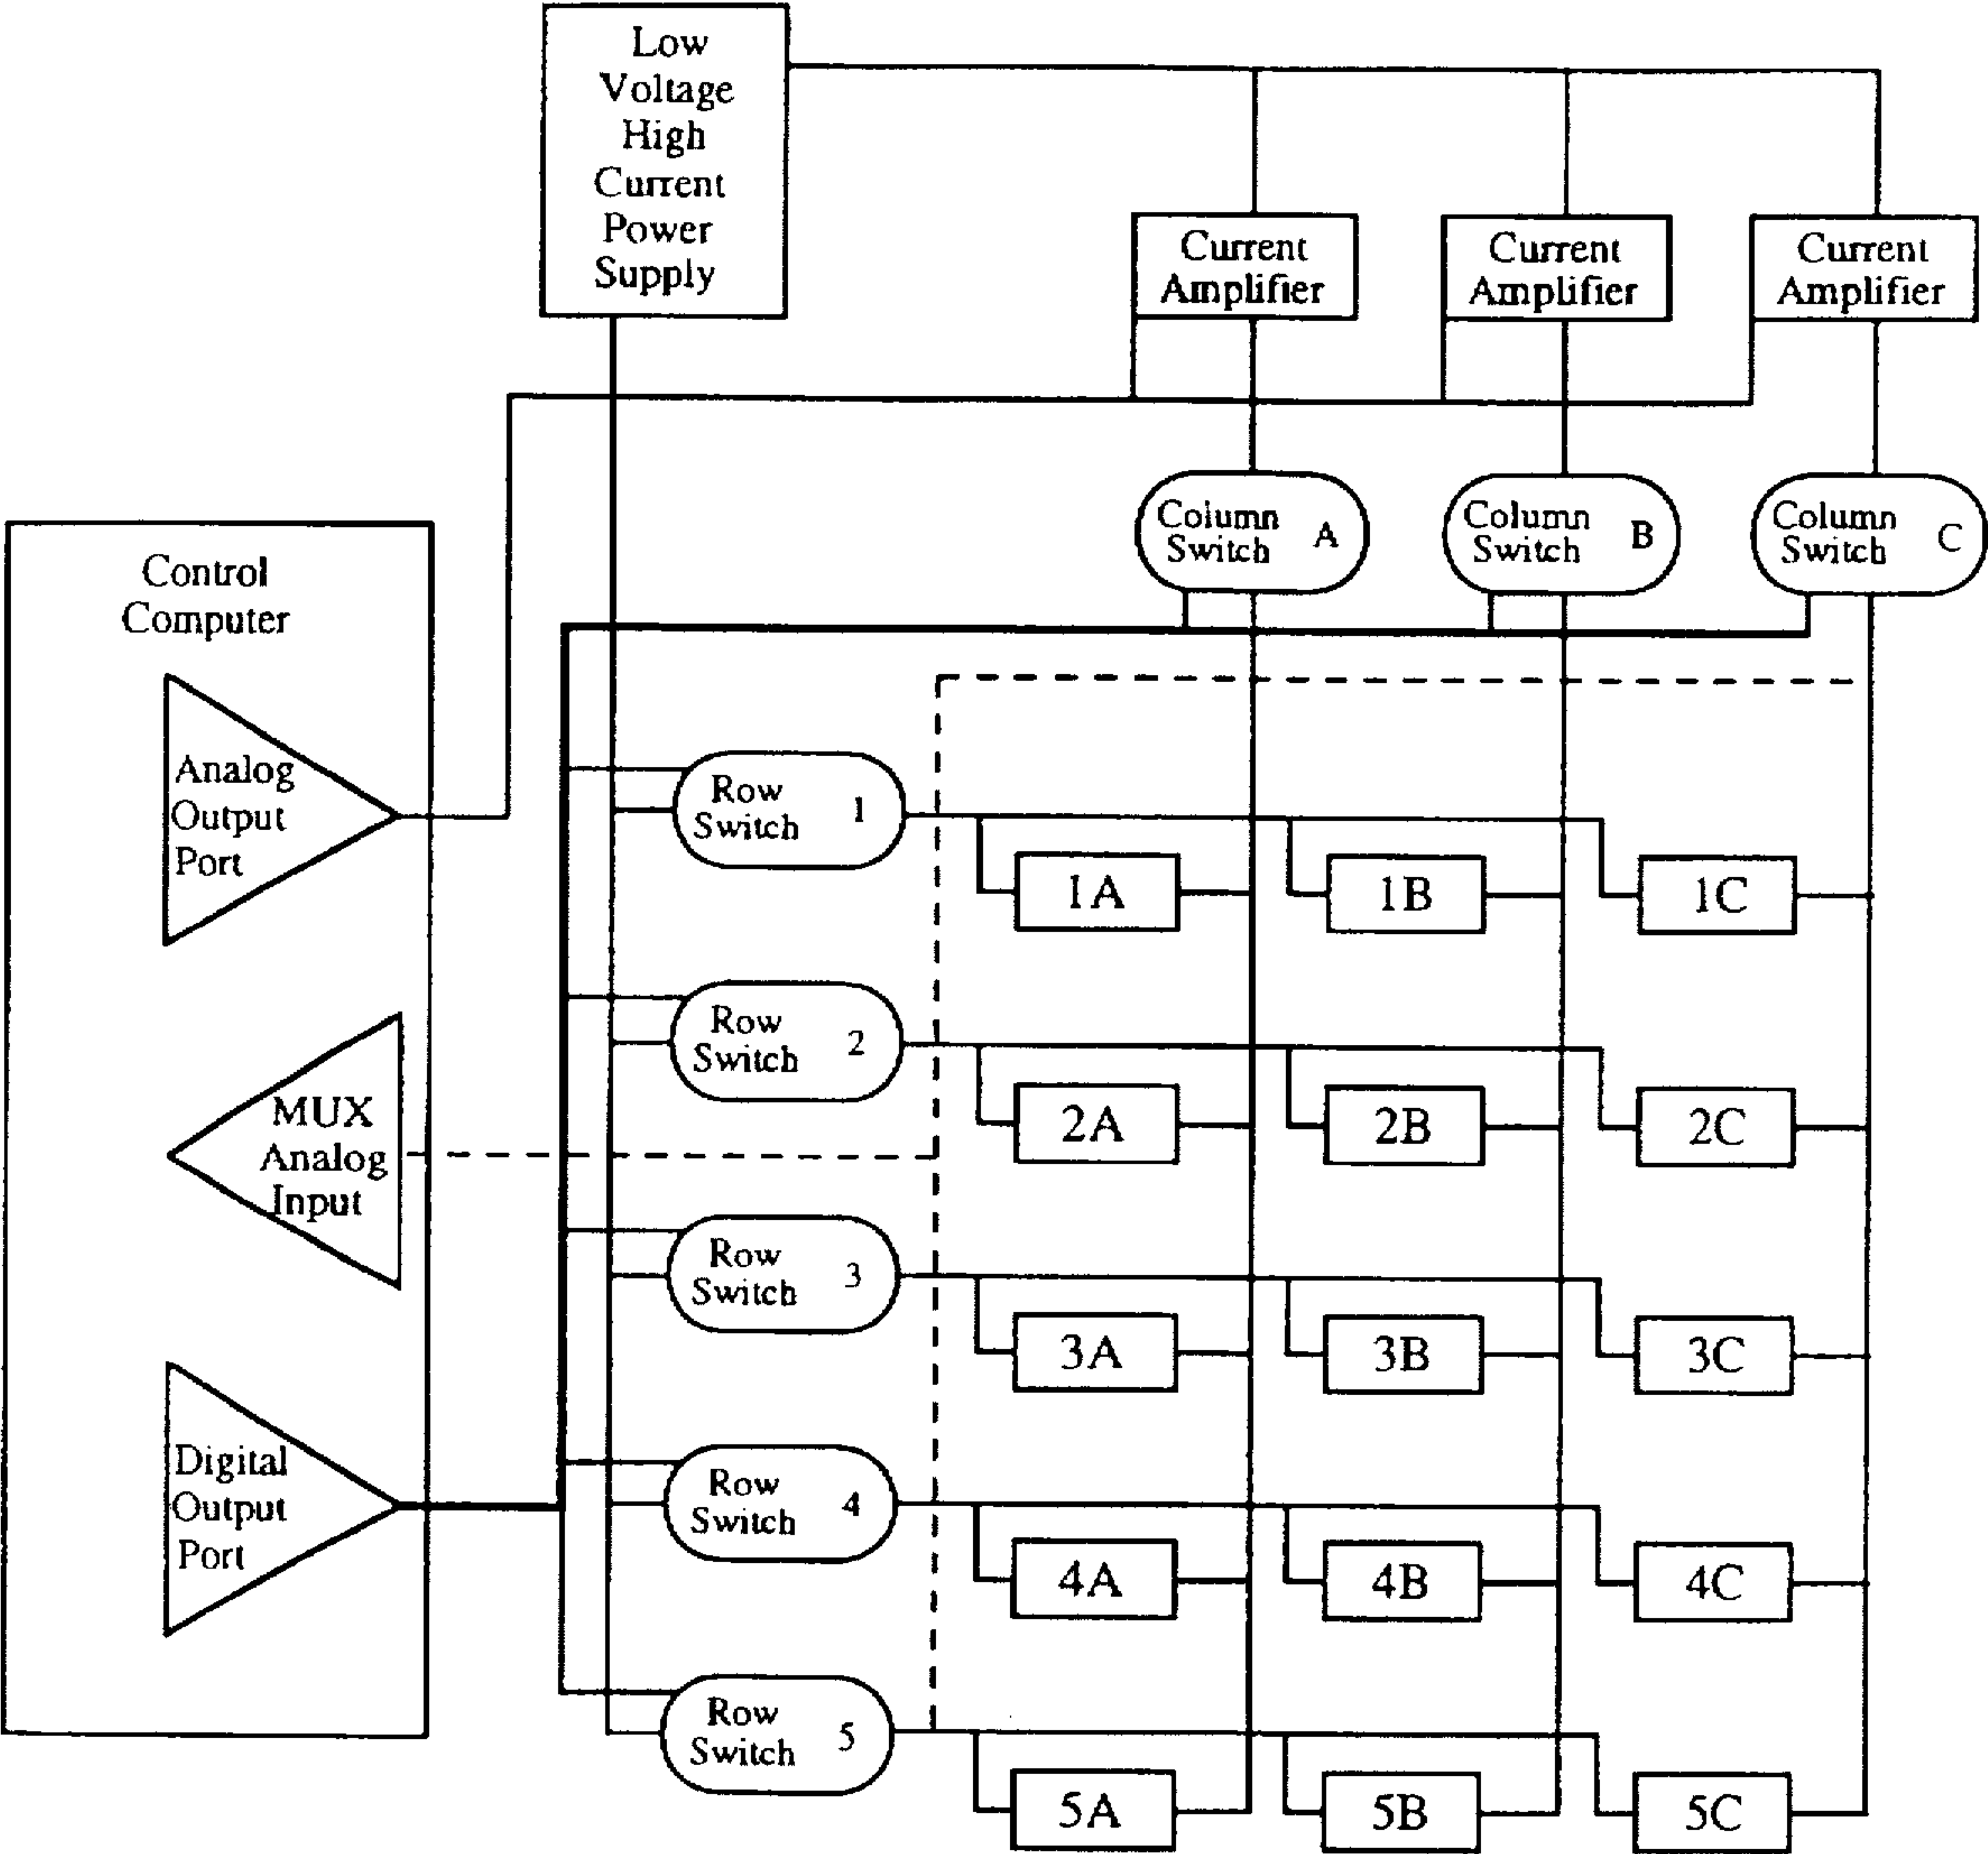 Low
Voltage
High
Current
Power
Supply
Current
Amplifier
Current
Amplifier
Current
Amplifier
Column
Switch A
Column
Switch B
Column
Switch C
Control
Computer
Analog
Output
Port
MUX
Analog
Input
Digital
Output
Port
Row
Switch 1
1A
1B
1C
Row
Switch 2
2A
2B
2C
Row
Switch 3
3A
3B
3C
Row
Switch 4
4A
4B
4C
Row
Switch 5
5A
5B
5C